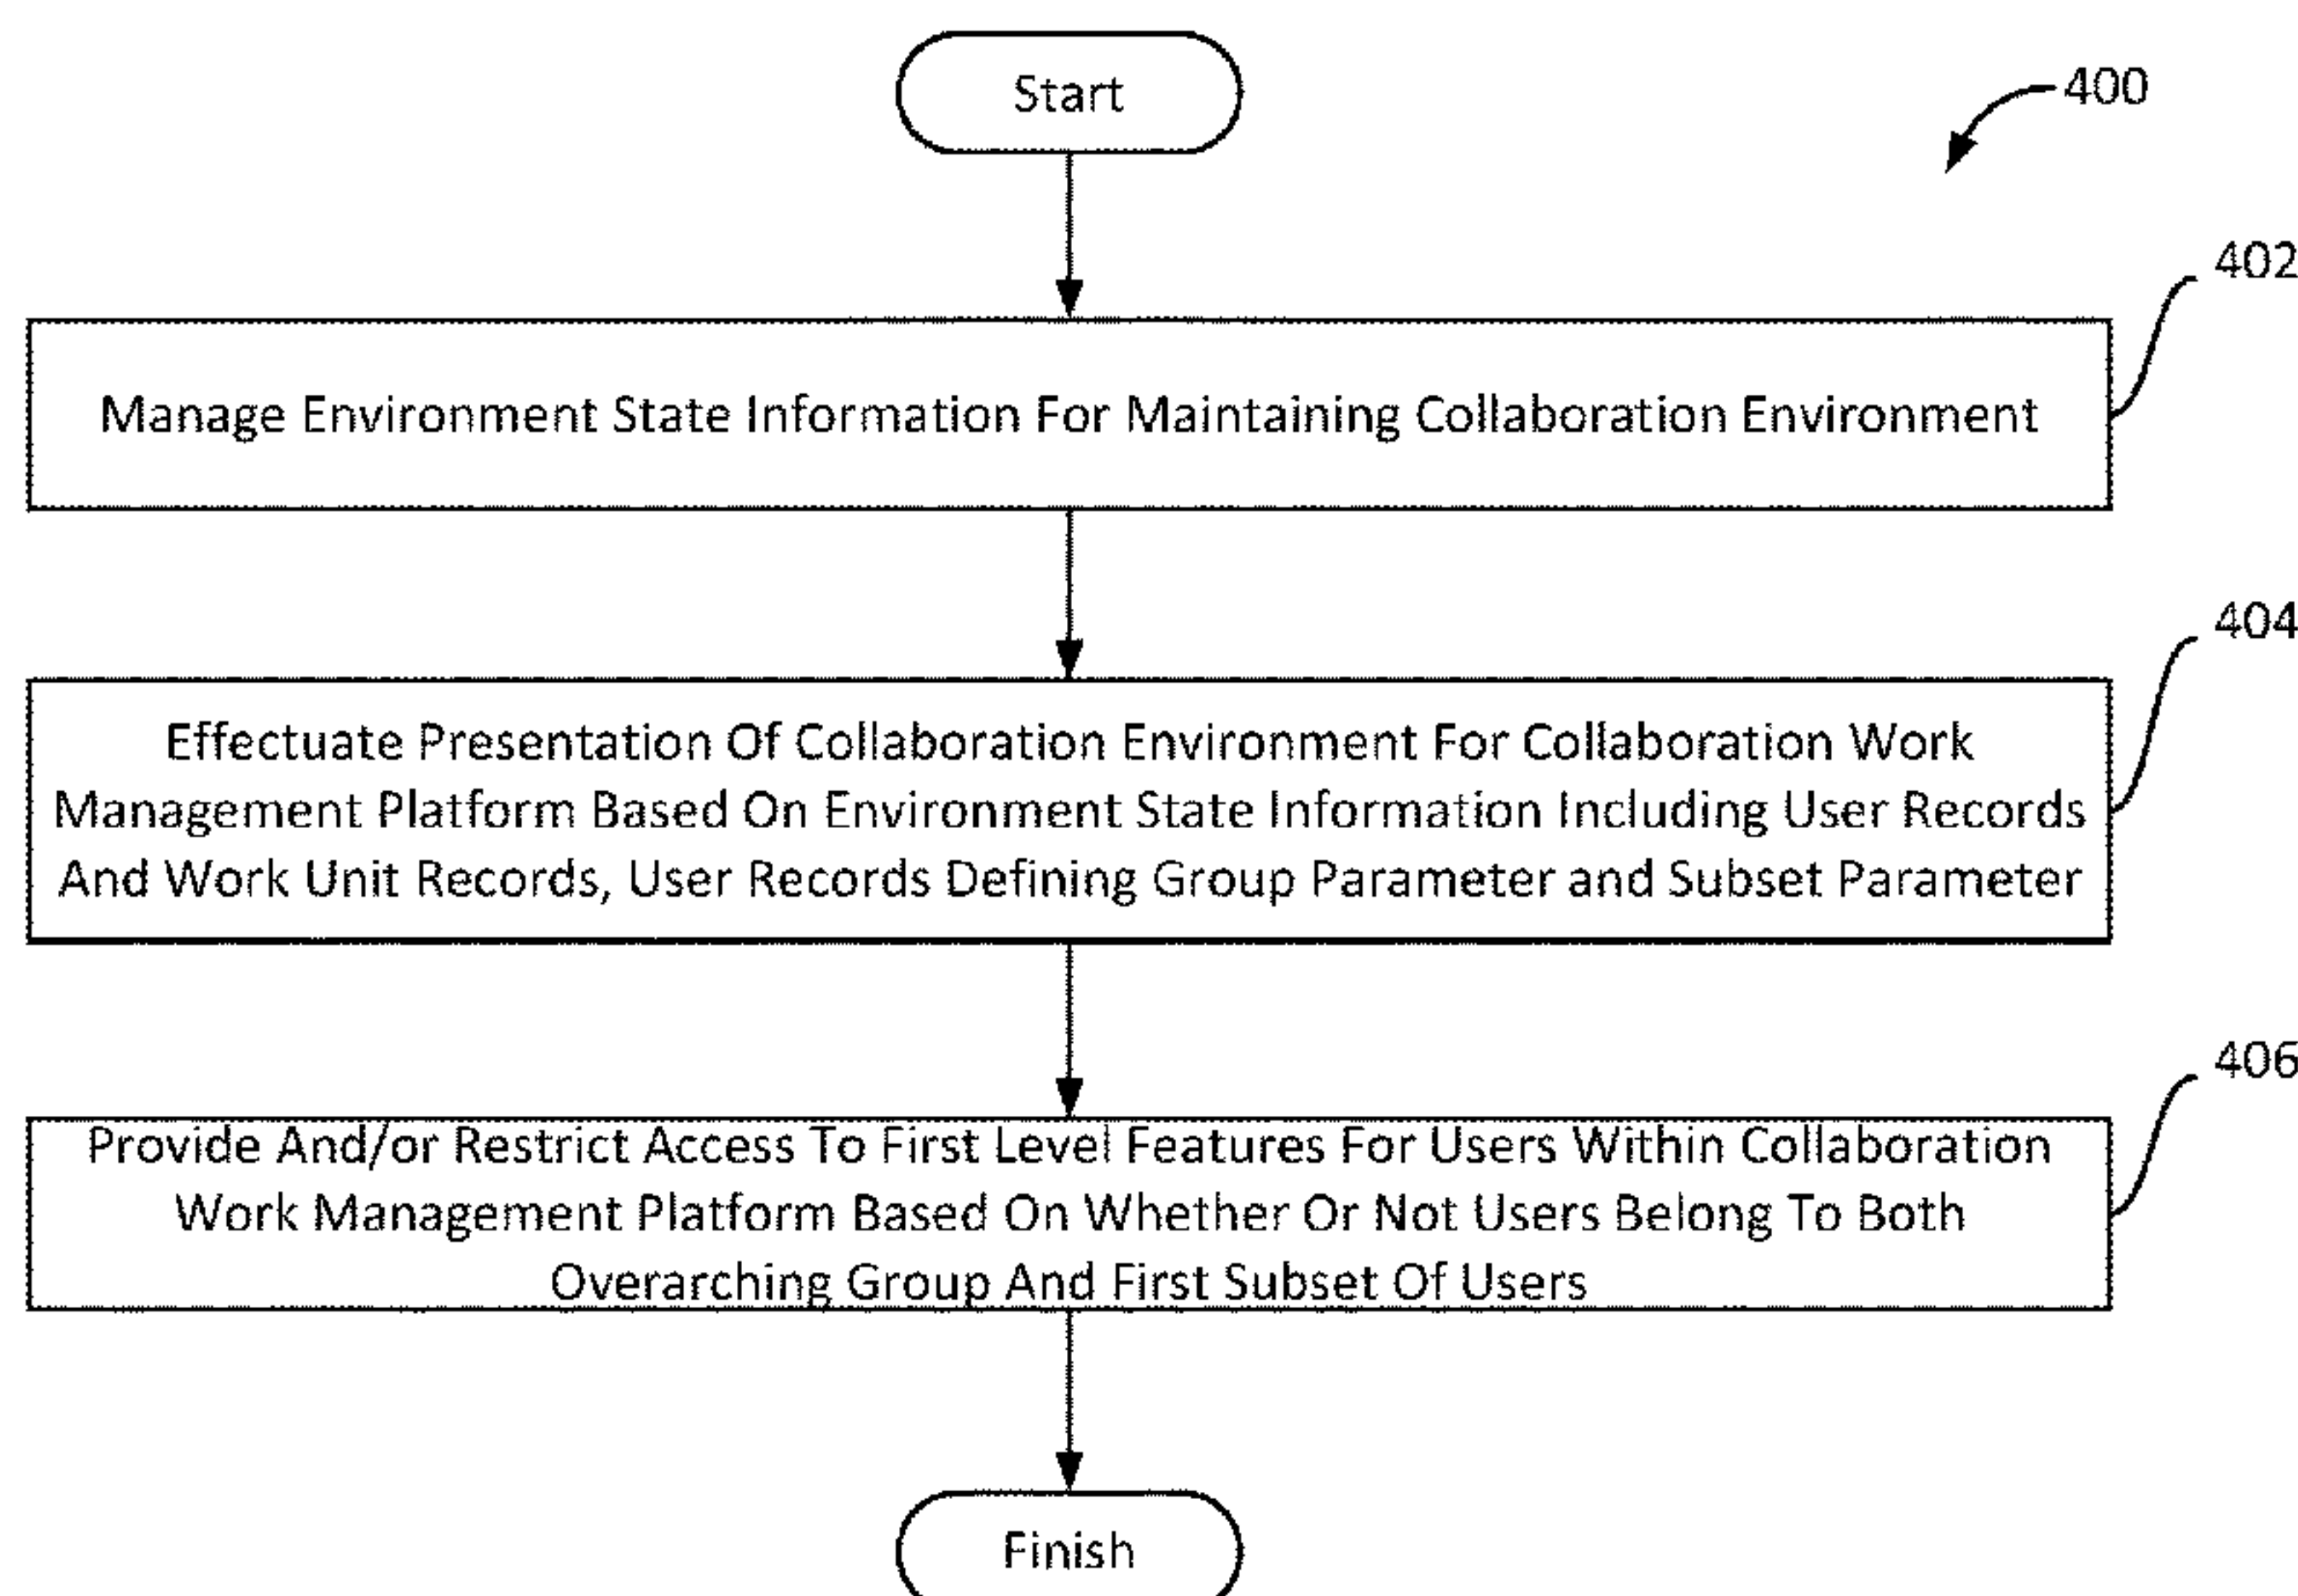 Start
400
402
Manage Environment State Information For Maintaining Collaboration Environment
404
Effectuate Presentation Of Collaboration Environment For Collaboration Work
Management Platform Based On Environment State Information Including User Records
And Work Unit Records, User Records Defining Group Parameter and Subset Parameter
406
Provide And/or Restrict Access To First Level Features For Users Within Collaboration
Work Management Platform Based On Whether Or Not Users Belong To Both
Overarching Group And First Subset Of Users
Finish